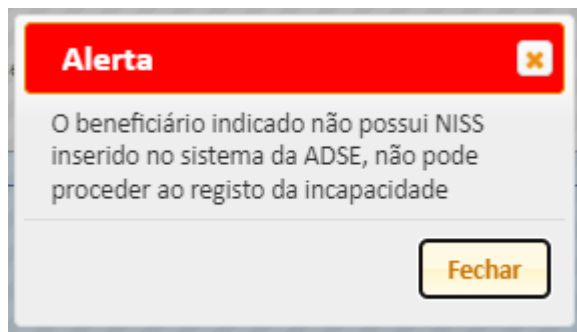 Alerta
O beneficiário indicado não possui NISS
inserido no sistema da ADSE, não pode
proceder ao registo da incapacidade
Fechar